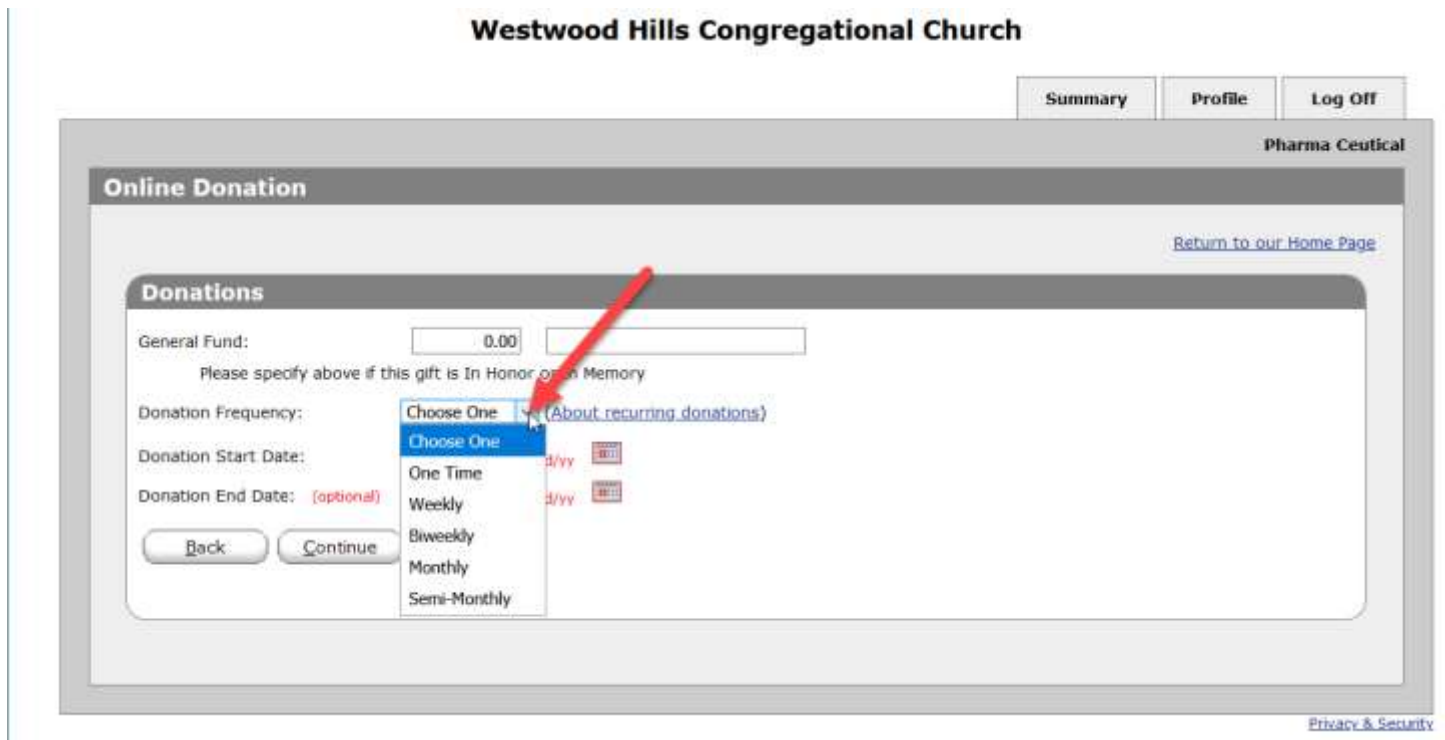 Westwood Hills Congregational Church
Summary Profile Log Off
Pharma Ceutical
Online Donation
Return to our Home Page
Donations
General Fund: 0.00
Please specify above if this gift is In Honor or Memory
Donation Frequency: Choose One (About recurring donations)
Choose One
Donation Start Date: d/yy
One Time
Donation End Date: (optional) d/yy
Weekly
Back Continue
Biweekly
Monthly
Semi-Monthly
Privacy & Security